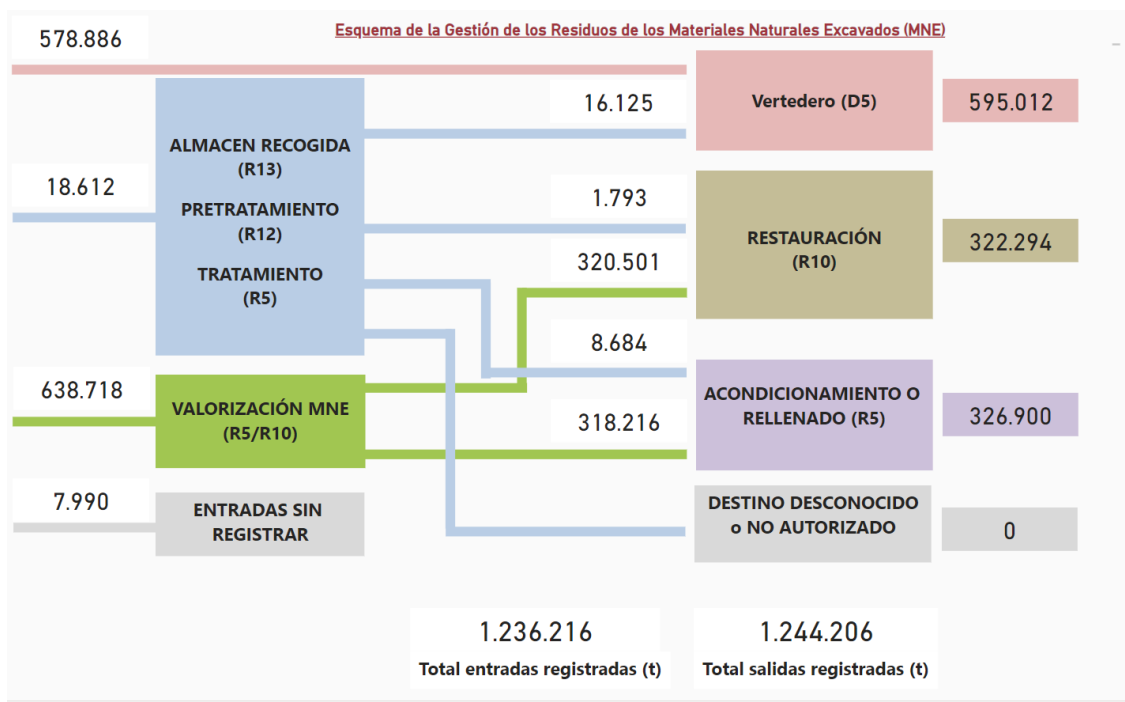 Esquema de la Gestión de los Residuos de los Materiales Naturales Excavados (MNE)
578.886
16.125
Vertedero (D5)
595.012
ALMACEN RECOGIDA
(R13)
PRETRATAMIENTO
(R12)
TRATAMIENTO
(R5)
18.612
1.793
320.501
RESTAURACIÓN
(R10)
322.294
8.684
638.718
VALORIZACIÓN MNE
(R5/R10)
318.216
ACONDICIONAMIENTO O
RELLENADO (R5)
326.900
7.990
ENTRADAS SIN
REGISTRAR
DESTINO DESCONOCIDO
o NO AUTORIZADO
0
1.236.216
Total entradas registradas (t)
1.244.206
Total salidas registradas (t)